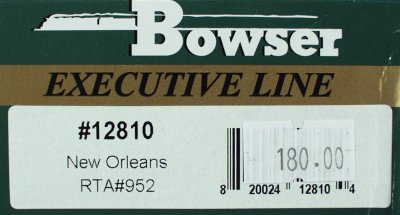 Bowser
EXECUTIVE LINE
#12810
New Orleans
RTA#952
180.00
8 20024 12810 4